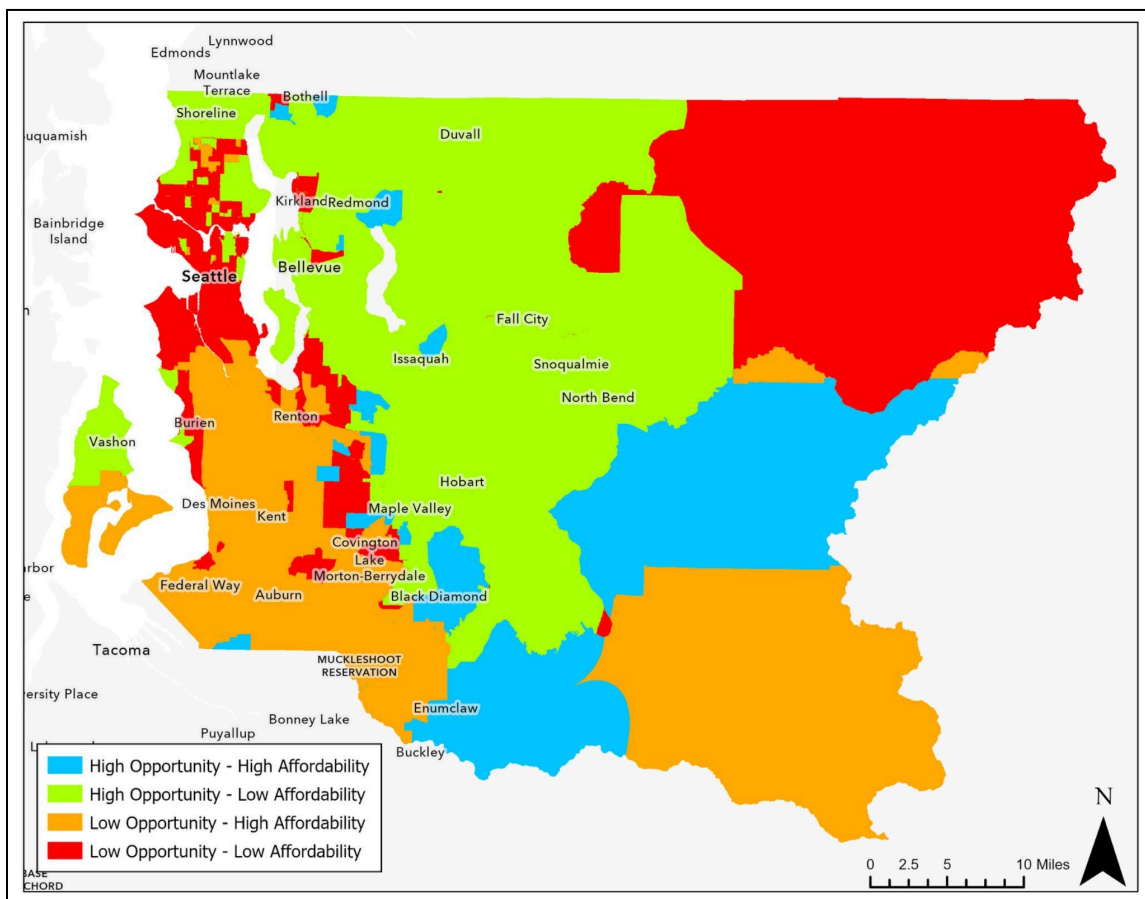 Lynnwood
Edmonds
Mountlake
Terrace
Bothell
Shoreline
Duvall
uquamish
Kirkland
Redmond
Bainbridge
Island
Bellevue
Seattle
Fall City
Issaquah
Snoqualmie
North Bend
Renton
Burien
Vashon
Hobart
Des Moines
Maple Valley
Kent
Covington
Lake
Morton-Berrydale
arbor
Federal Way
Auburn
Black Diamond
e
Tacoma
MUCKLESHOOT
RESERVATION
ersity Place
Enumclaw
Bonney Lake
Puyallup
Buckley
High Opportunity - High Affordability
High Opportunity - Low Affordability
Low Opportunity - High Affordability
Low Opportunity - Low Affordability
N
0 2.5 5 10 Miles
BASE
CHORD